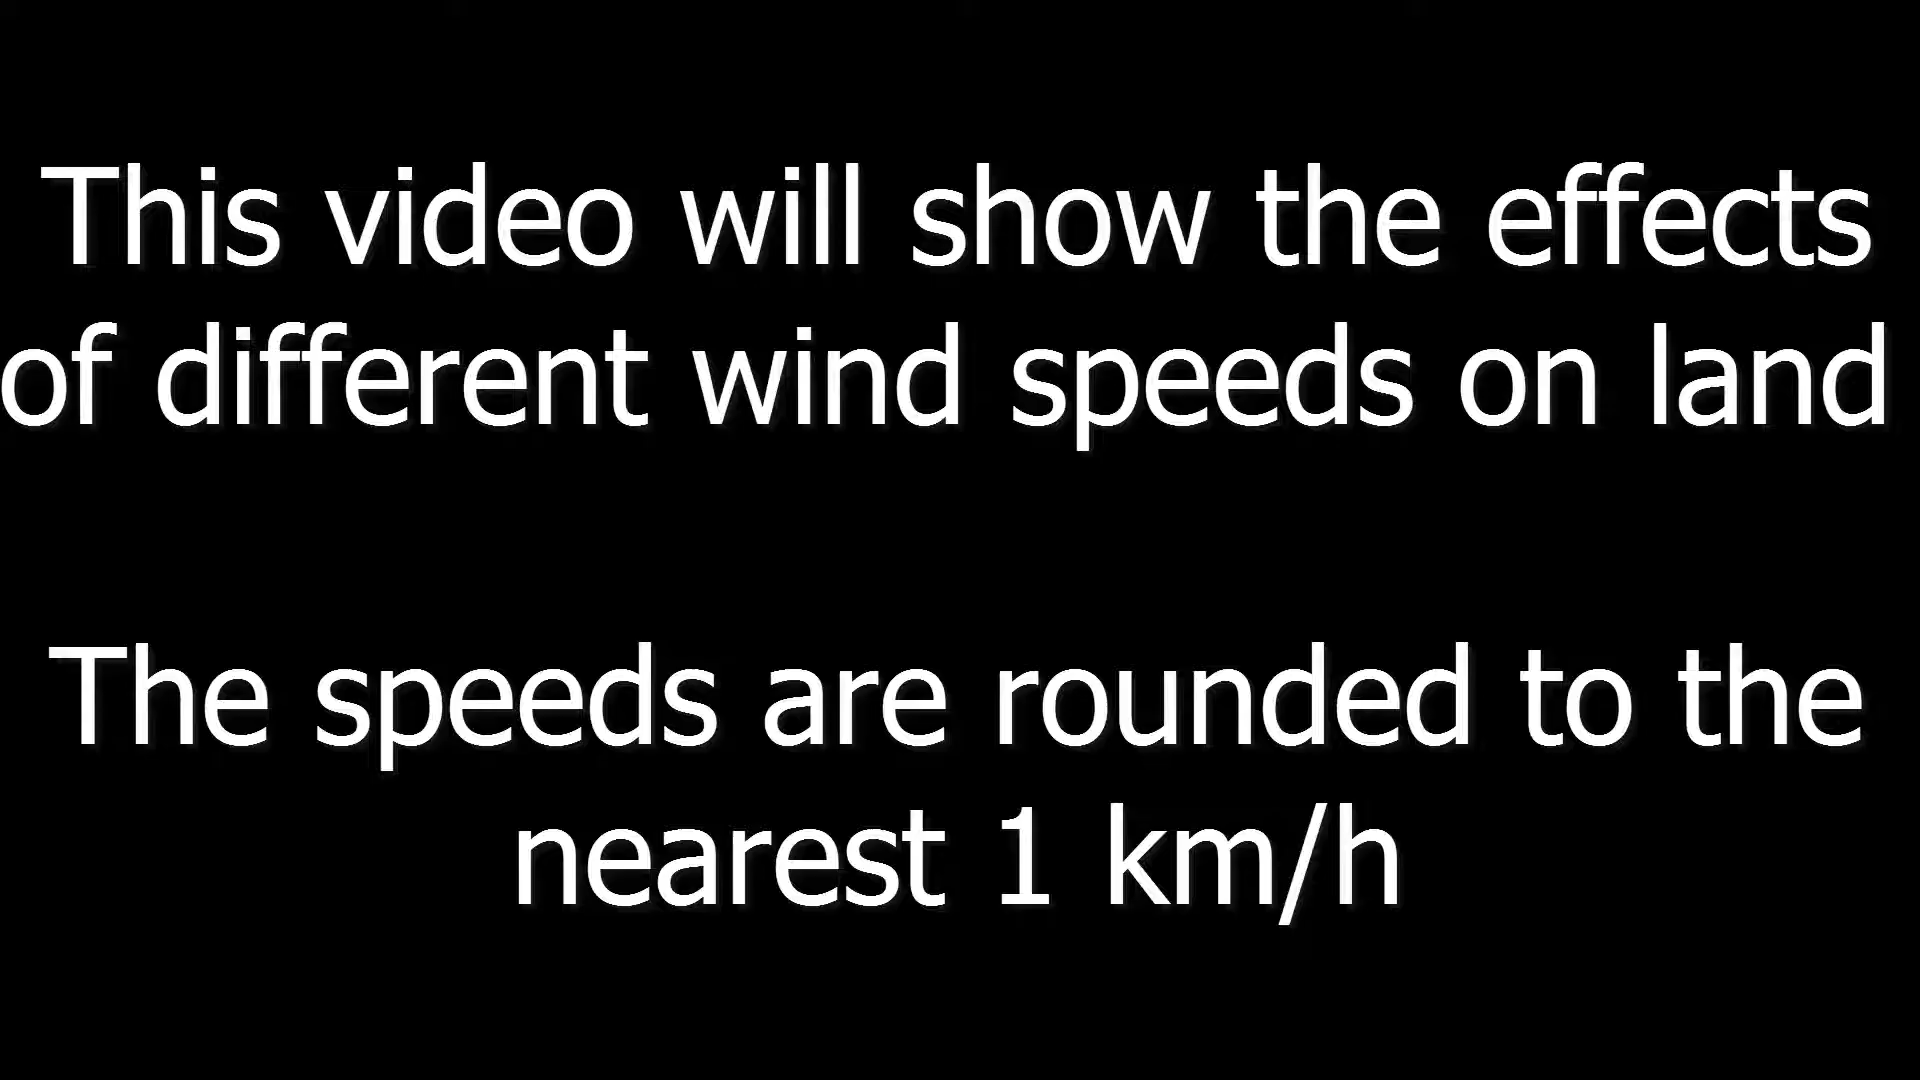 This video will show the effects
of different wind speeds on land
The speeds are rounded to the
nearest 1 km/h